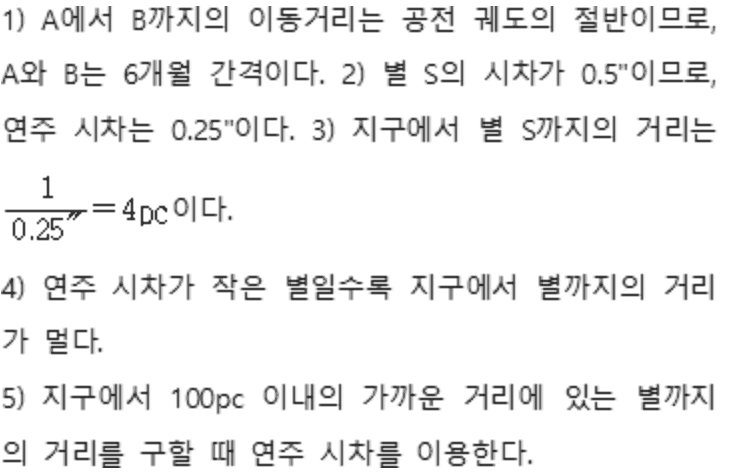 1) A에서 B까지의 이동거리는 공전 궤도의 절반이므로,
A와 B는 6개월 간격이다. 2) 별 S의 시차가 0.5"이므로,
연주 시차는 0.25"이다. 3) 지구에서 별 S까지의 거리는
1/0.25″=4pc이다.
4) 연주 시차가 작은 별일수록 지구에서 별까지의 거리
가 멀다.
5) 지구에서 100pc 이내의 가까운 거리에 있는 별까지
의 거리를 구할 때 연주 시차를 이용한다.